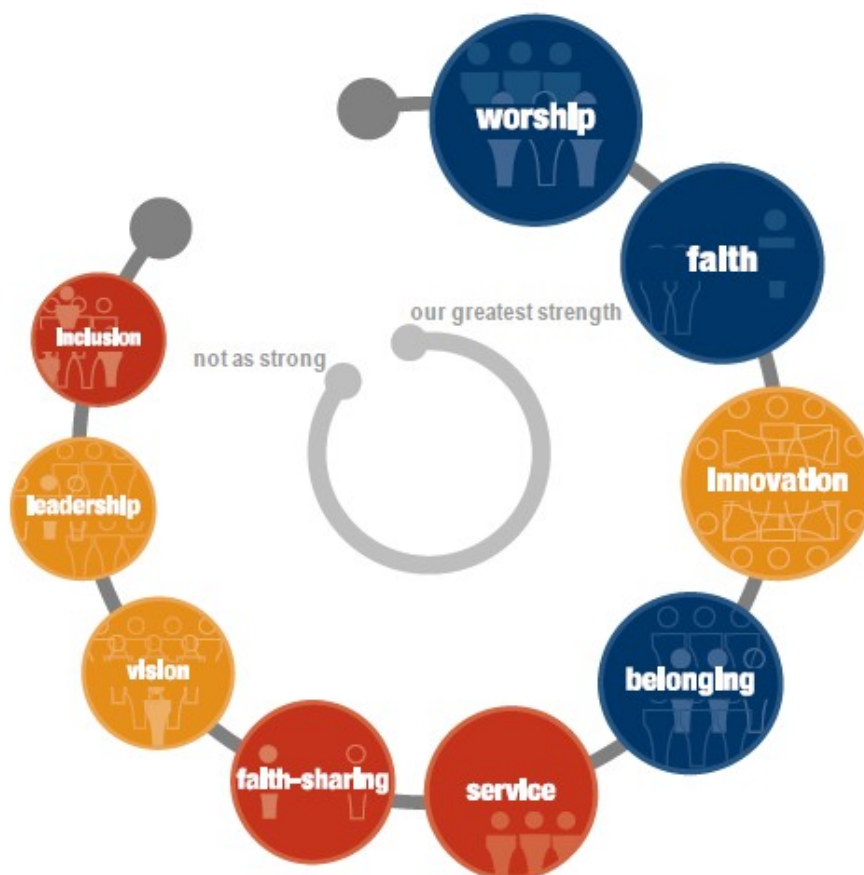 worship
faith
our greatest strength
not as strong
inclusion
innovation
leadership
belonging
vision
faith-sharing
service